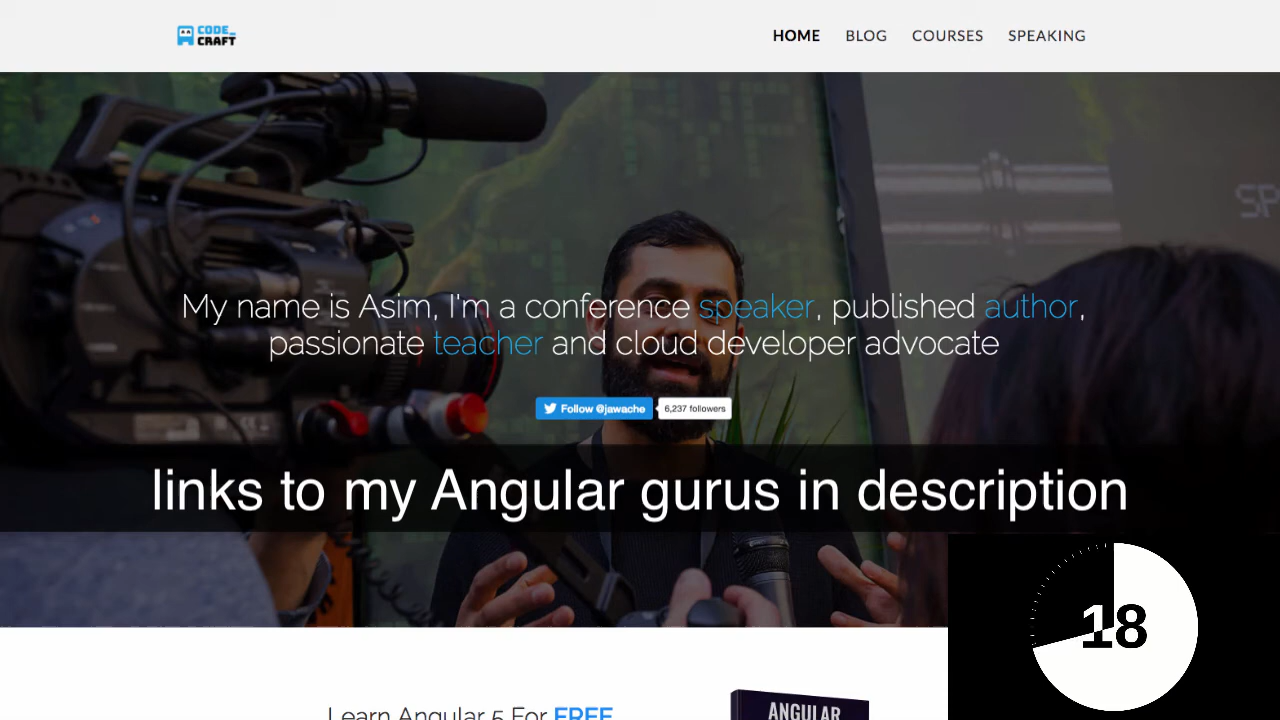 CODE_
CRAFT
HOME BLOG COURSES SPEAKING
SP
My name is Asim, I'm a conference speaker, published author,
passionate teacher and cloud developer advocate
Follow @jawache 6,237 followers
links to my Angular gurus in description
18
Learn Angular 5 For FREE
ANGULAR